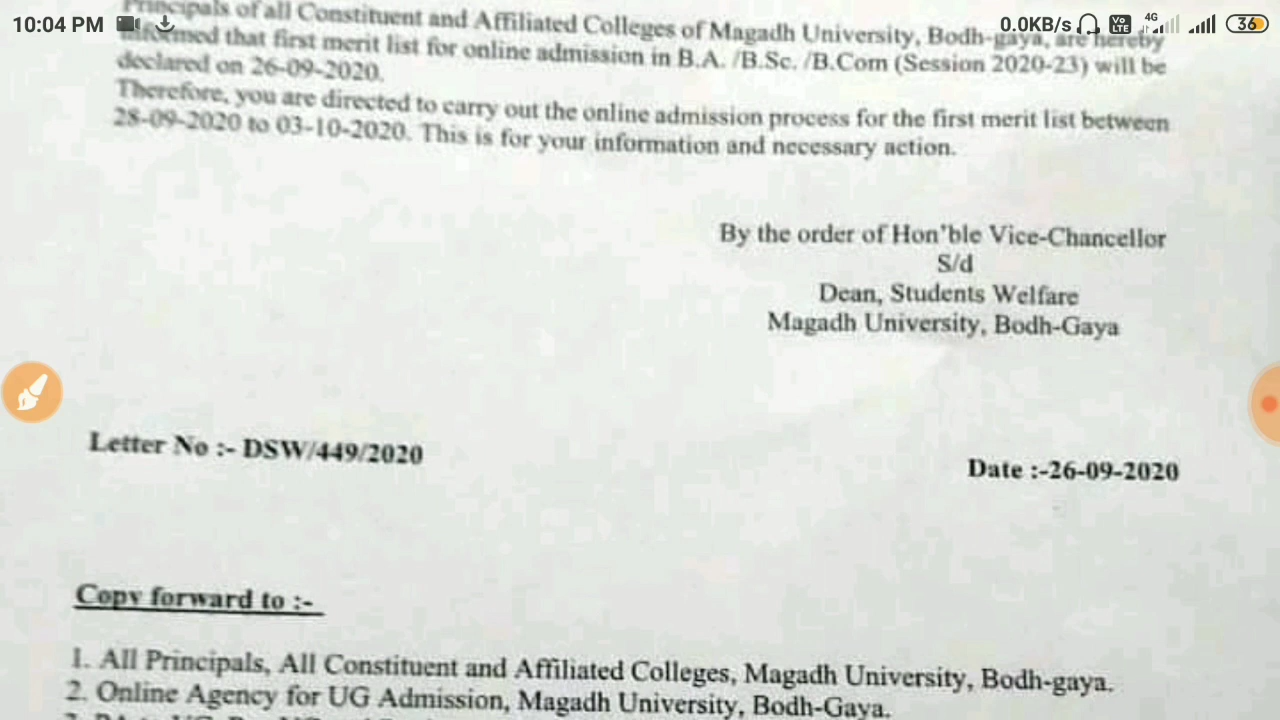 10:04 PM 0.0KB/s Vo LTE 4G 36
Principals of all Constituent and Affiliated Colleges of Magadh University, Bodh-gaya, are hereby
informed that first merit list for online admission in B.A. /B.Sc. /B.Com (Session 2020-23) will be
declared on 26-09-2020.
Therefore, you are directed to carry out the online admission process for the first merit list between
28-09-2020 to 03-10-2020. This is for your information and necessary action.
By the order of Hon'ble Vice-Chancellor
S/d
Dean, Students Welfare
Magadh University, Bodh-Gaya
Letter No :- DSW/449/2020
Date :-26-09-2020
Copy forward to :-
1. All Principals, All Constituent and Affiliated Colleges, Magadh University, Bodh-gaya.
2. Online Agency for UG Admission, Magadh University, Bodh-Gaya.